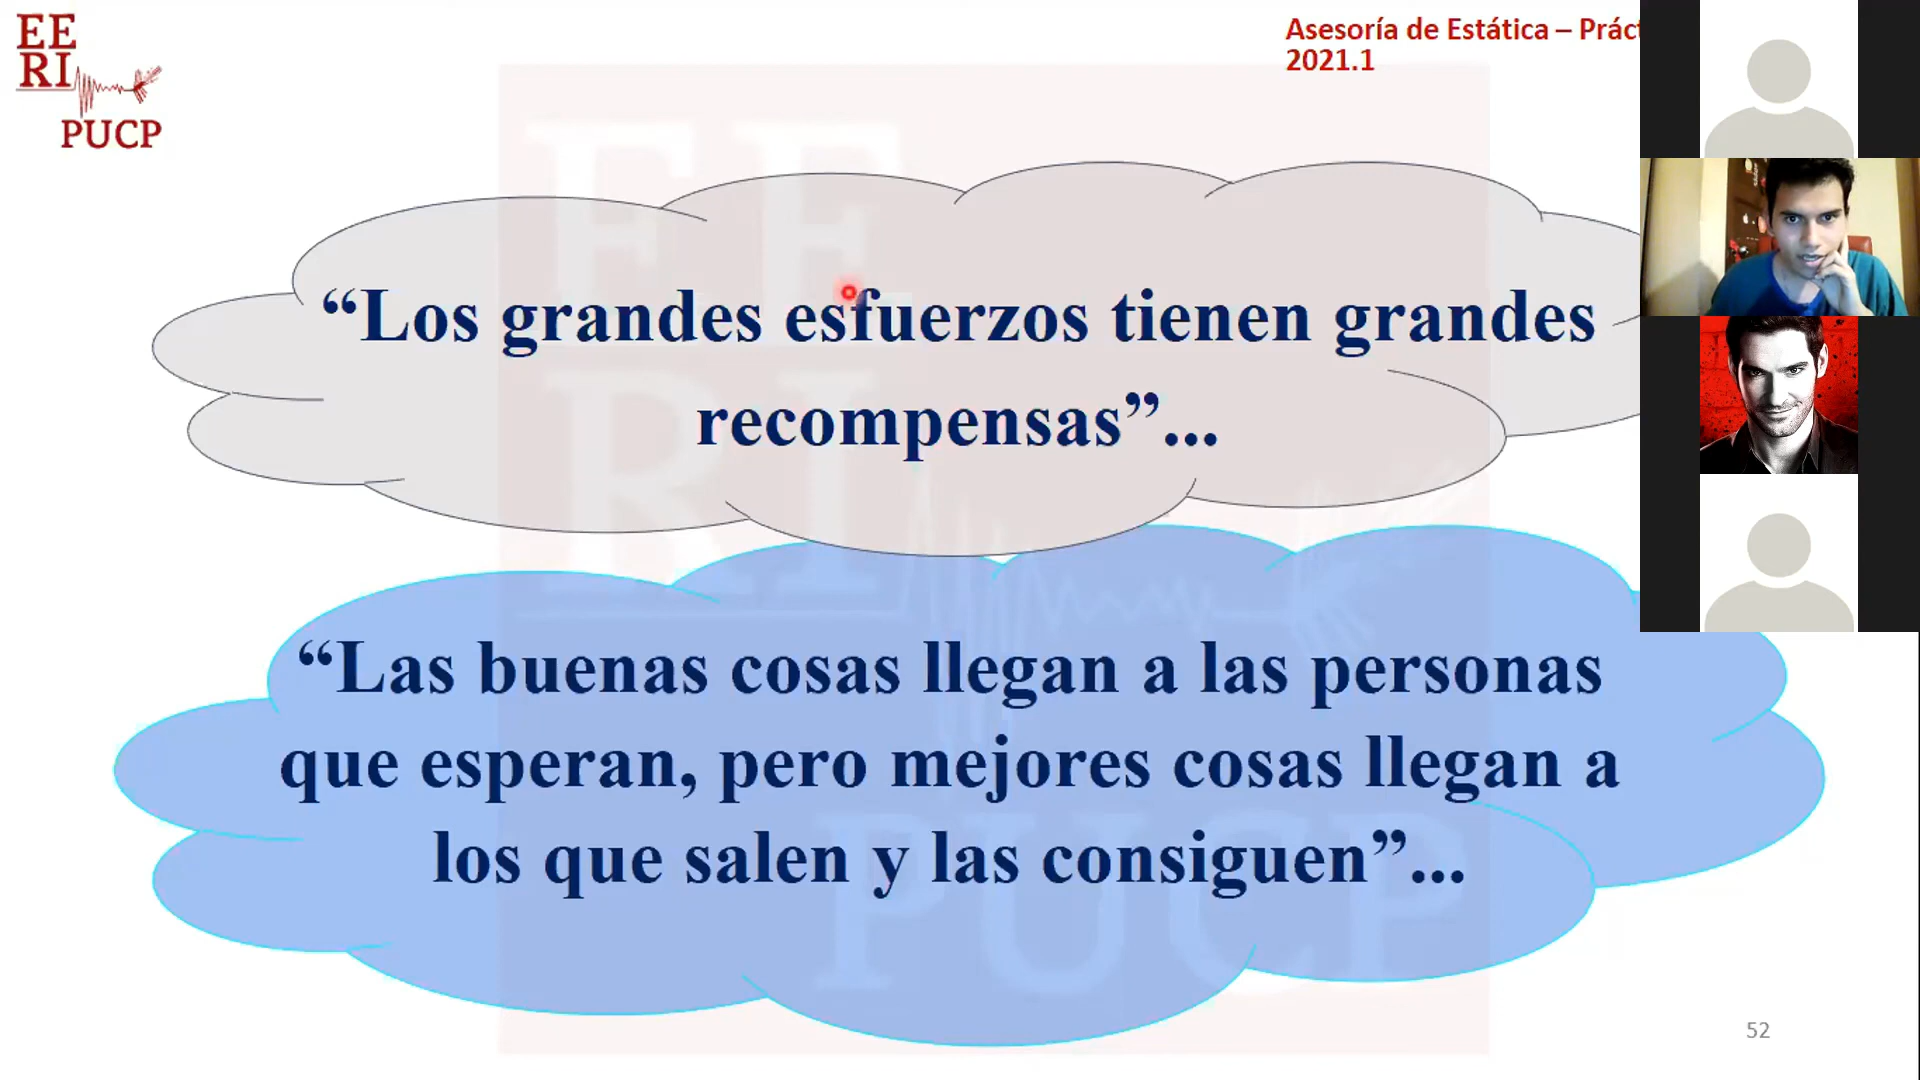 EE
RI
PUCP
Asesoría de Estática –
2021.1
“Los grandes esfuerzos tienen grandes
recompensas”...
“Las buenas cosas llegan a las personas
que esperan, pero mejores cosas llegan a
los que salen y las consiguen”...
52